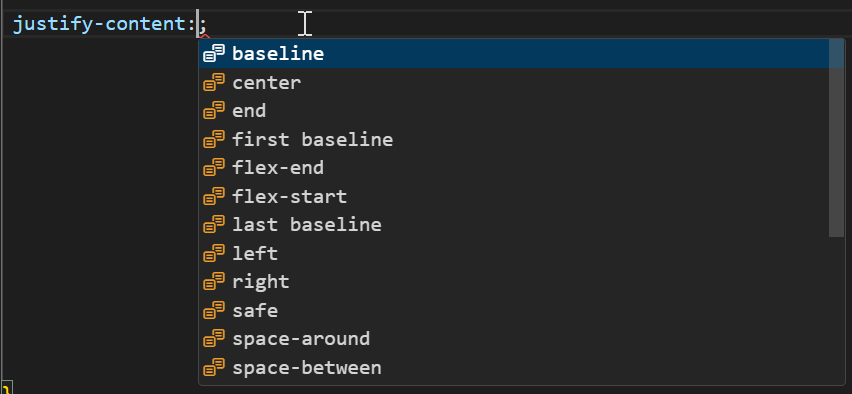 justify-content:;
baseline
center
end
first baseline
flex-end
flex-start
last baseline
left
right
safe
space-around
space-between
}